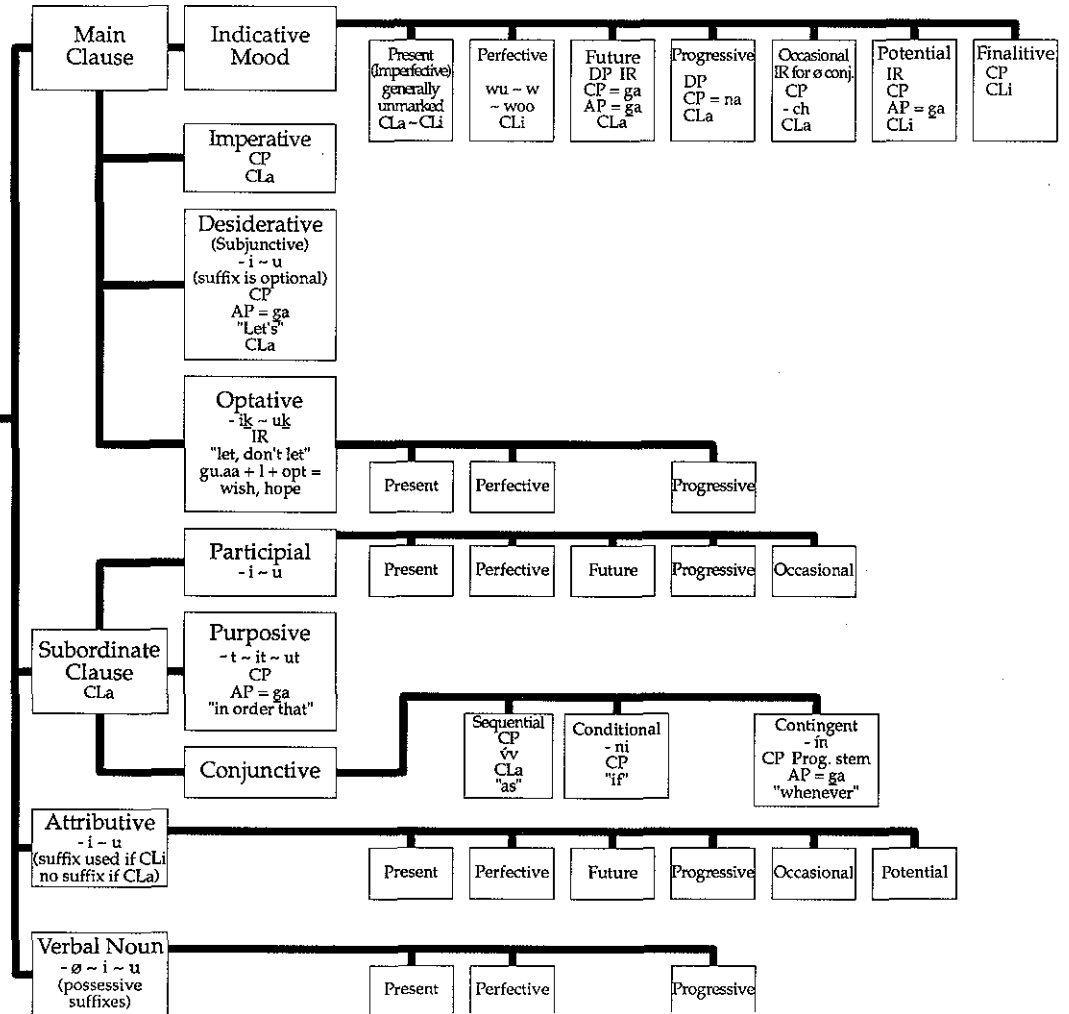 Main
Clause
Indicative
Mood
Present
(Imperfective)
generally
unmarked
CLa ~ CLi
Perfective
wu ~ w
~ woo
CLi
Future
DP IR
CP = ga
AP = g̲a
CLa
Progressive
DP
CP = na
CLa
Occasional
IR for ø conj.
CP
- ch
CLa
Potential
IR
CP
AP = g̲a
CLi
Finalitive
CP
CLi
Imperative
CP
CLa
Desiderative
(Subjunctive)
- i ~ u
(suffix is optional)
CP
AP = g̲a
"Let's"
CLa
Optative
- ik̲ ~ uk̲
IR
"let, don't let"
gu.aa + l + opt =
wish, hope
Present
Perfective
Progressive
Participial
- i ~ u
Present
Perfective
Future
Progressive
Occasional
Subordinate
Clause
CLa
Purposive
- t ~ it ~ ut
CP
AP = g̲a
"in order that"
Conjunctive
Sequential
CP
v́v
CLa
"as"
Conditional
- ni
CP
"if"
Contingent
- ín
CP Prog. stem
AP = g̲a
"whenever"
Attributive
- i ~ u
(suffix used if CLi
no suffix if CLa)
Present
Perfective
Future
Progressive
Occasional
Potential
Verbal Noun
- ø ~ i ~ u
(possessive
suffixes)
Present
Perfective
Progressive